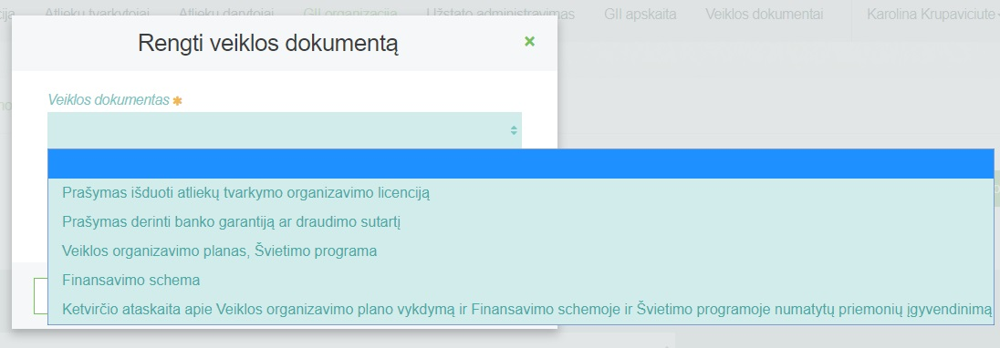 Atliekų tvarkytojai Atliekų darytojai GII organizacija Užstato administravimas GII apskaita Veiklos dokumentai Karolina Krupaviciute
Rengti veiklos dokumentą ×
Veiklos dokumentas *
Prašymas išduoti atliekų tvarkymo organizavimo licenciją
Prašymas derinti banko garantiją ar draudimo sutartį
Veiklos organizavimo planas, Švietimo programa
Finansavimo schema
Ketvirčio ataskaita apie Veiklos organizavimo plano vykdymą ir Finansavimo schemoje ir Švietimo programoje numatytų priemonių įgyvendinimą